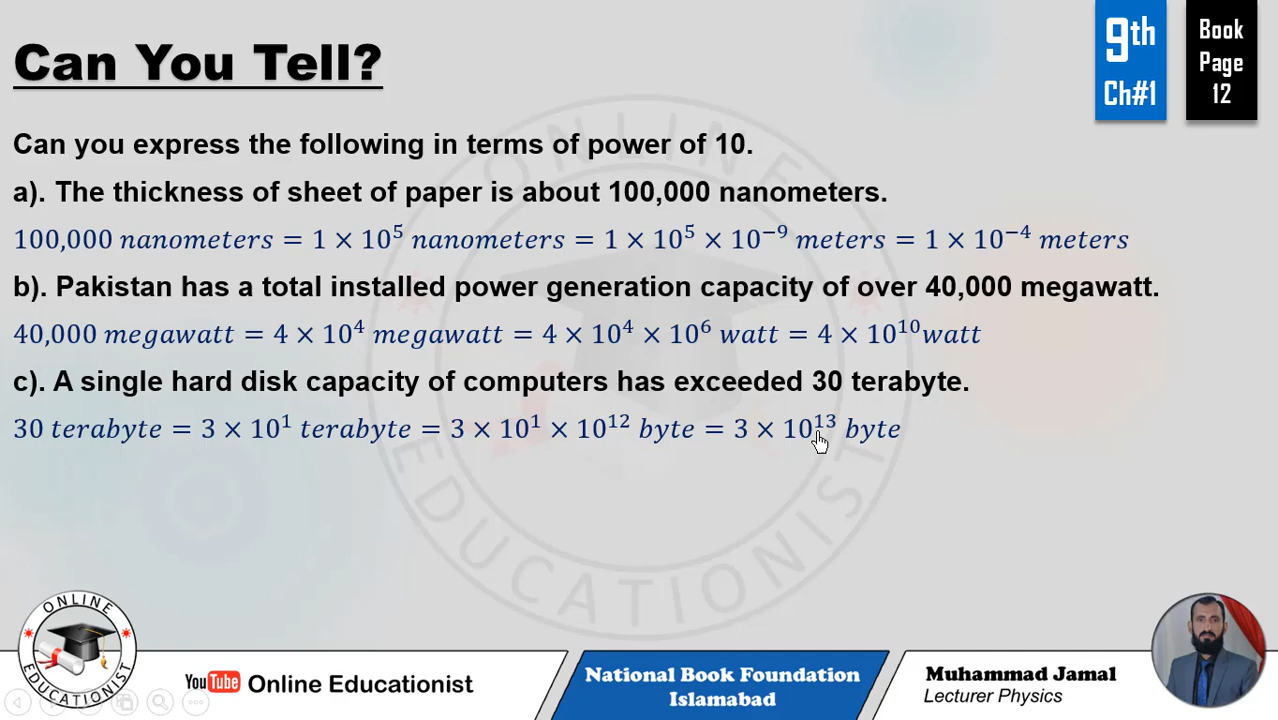 Can You Tell?
9th
Ch#1
Book
Page
12
Can you express the following in terms of power of 10.
a). The thickness of sheet of paper is about 100,000 nanometers.
100,000 nanometers = 1 × 10⁵ nanometers = 1 × 10⁵ × 10⁻⁹ meters = 1 × 10⁻⁴ meters
b). Pakistan has a total installed power generation capacity of over 40,000 megawatt.
40,000 megawatt = 4 × 10⁴ megawatt = 4 × 10⁴ × 10⁶ watt = 4 × 10¹⁰ watt
c). A single hard disk capacity of computers has exceeded 30 terabyte.
30 terabyte = 3 × 10¹ terabyte = 3 × 10¹ × 10¹² byte = 3 × 10¹³ byte
ONLINE
EDUCATIONIST
ONLINE
EDUCATIONIST
YouTube Online Educationist
National Book Foundation
Islamabad
Muhammad Jamal
Lecturer Physics